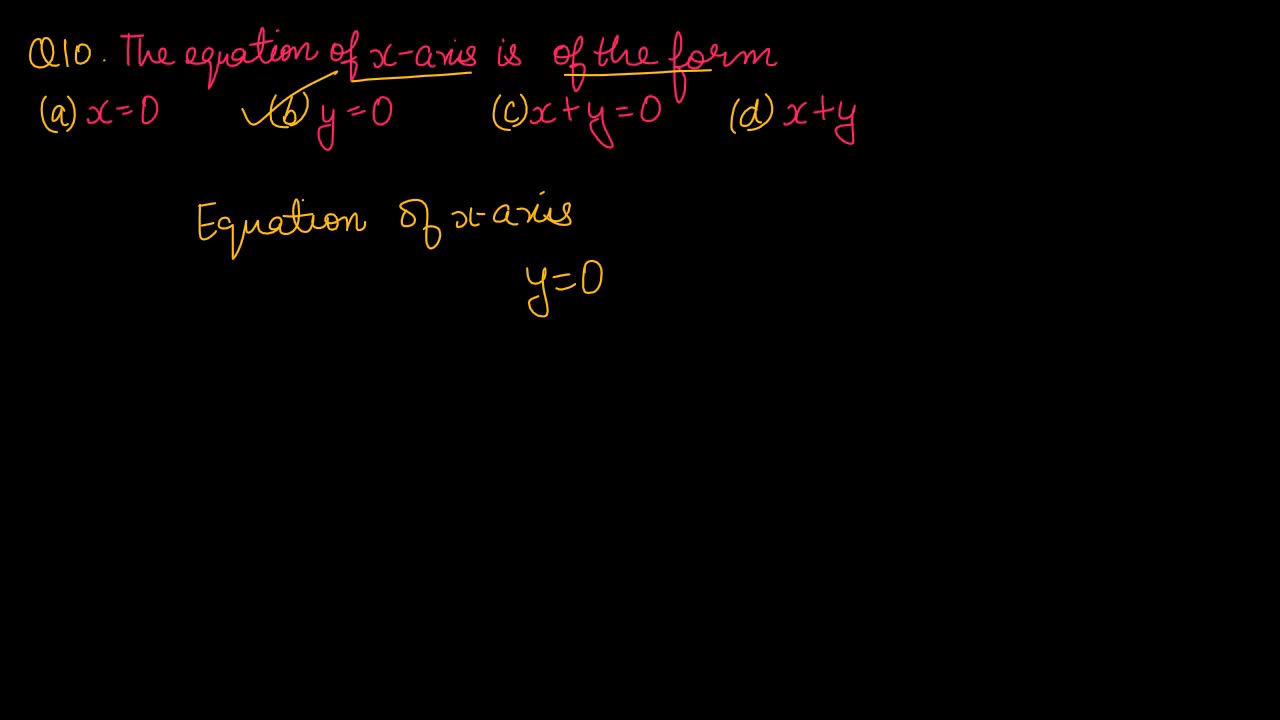 Q10. The equation of x-axis is of the form
(a) x=0 (b) y=0 (c) x+y=0 (d) x+y
Equation of x-axis
y=0